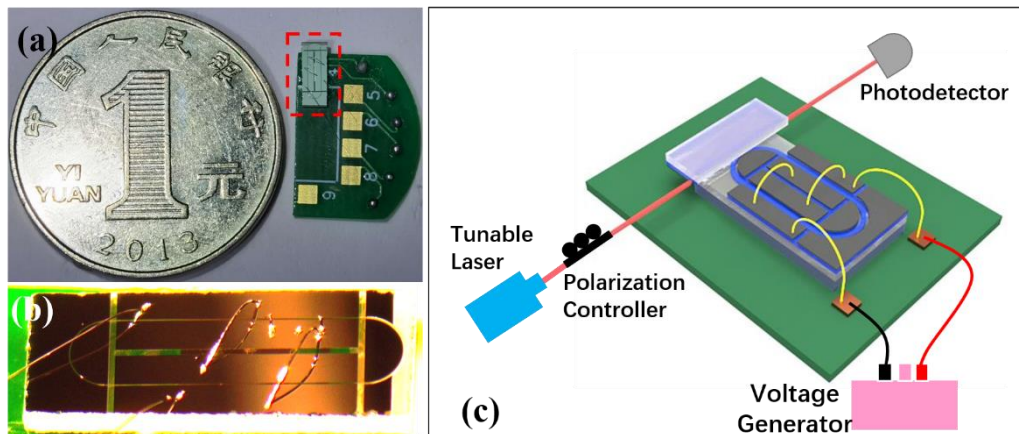 (a)
中国人民银行
1
YI
YUAN
元
2013
4
5
6
7
8
9
(b)
Photodetector
Tunable
Laser
Polarization
Controller
Voltage
Generator
(c)